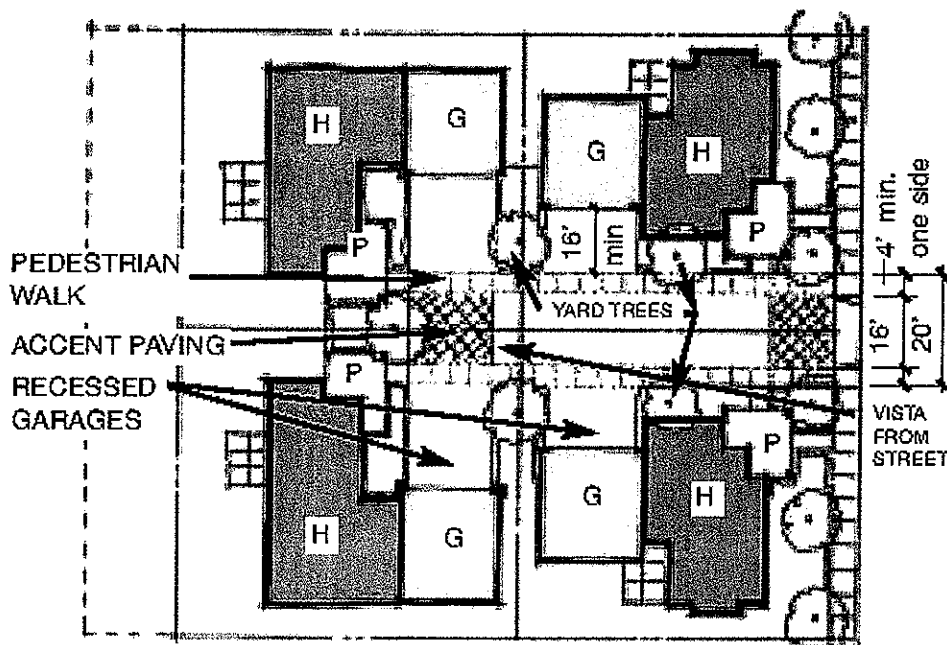 H
G
G
H
P
P
16'
min
4' min.
one side
16'
20'
PEDESTRIAN
WALK
YARD TREES
ACCENT PAVING
RECESSED
GARAGES
P
P
VISTA
FROM
STREET
H
G
G
H